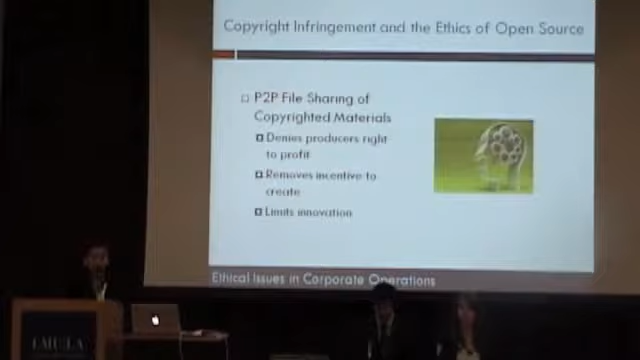 Copyright Infringement and the Ethics of Open Source
P2P File Sharing of
Copyrighted Materials
Denies producers right
to profit
Removes incentive to
create
Limits innovation
Ethical Issues in Corporate Operations